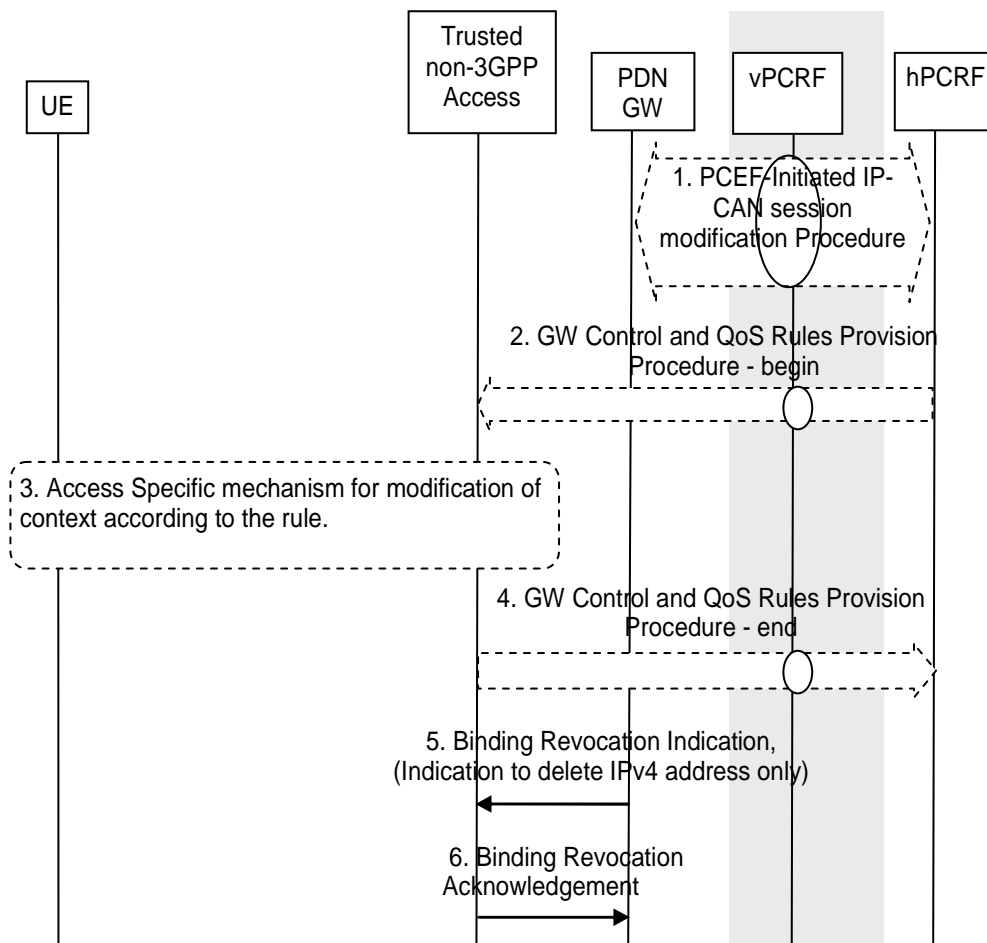 UE
Trusted
non-3GPP
Access
PDN
GW
vPCRF
hPCRF
1. PCEF-Initiated IP-
CAN session
modification Procedure
2. GW Control and QoS Rules Provision
Procedure - begin
3. Access Specific mechanism for modification of
context according to the rule.
4. GW Control and QoS Rules Provision
Procedure - end
5. Binding Revocation Indication,
(Indication to delete IPv4 address only)
6. Binding Revocation
Acknowledgement